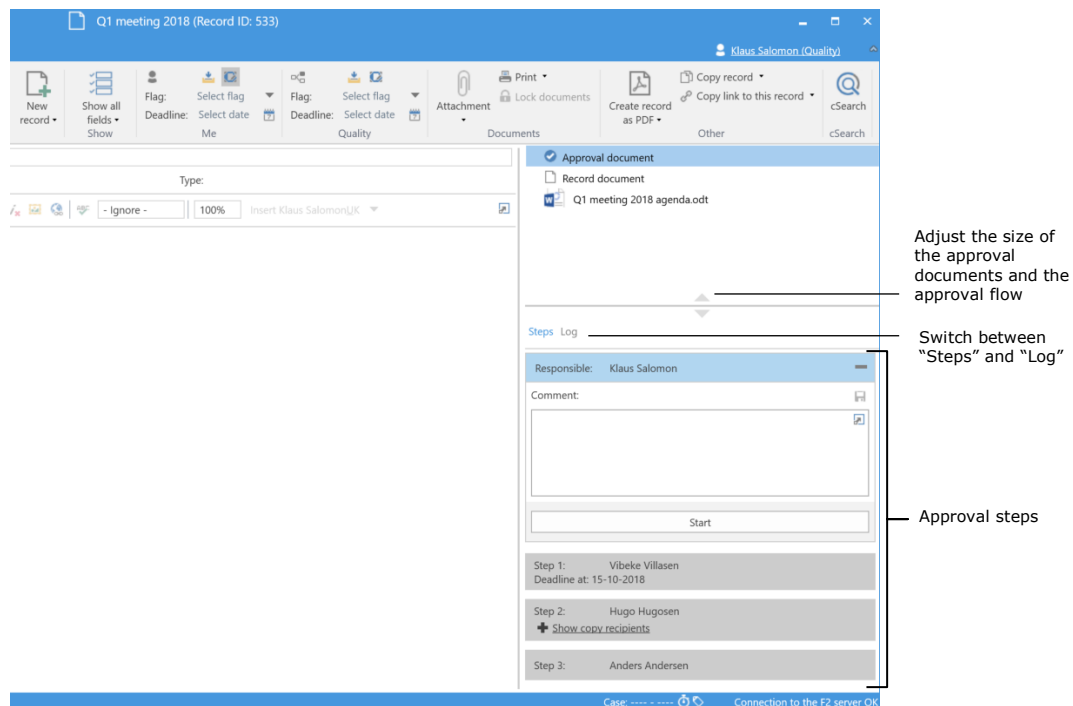 Q1 meeting 2018 (Record ID: 533)
Klaus Salomon (Quality)
New record
Show all fields
Show
Flag: Select flag
Deadline: Select date
Me
Flag: Select flag
Deadline: Select date
Quality
Attachment
Print
Lock documents
Documents
Create record as PDF
Copy record
Copy link to this record
Other
cSearch
cSearch
Type:
- Ignore -
100%
Insert Klaus SalomonUK
Approval document
Record document
Q1 meeting 2018 agenda.odt
Adjust the size of
the approval
documents and the
approval flow
Steps Log
Switch between
“Steps” and “Log”
Responsible: Klaus Salomon
Comment:
Start
Approval steps
Step 1: Vibeke Villasen
Deadline at: 15-10-2018
Step 2: Hugo Hugosen
Show copy recipients
Step 3: Anders Andersen
Case: ---- - ----
Connection to the F2 server OK